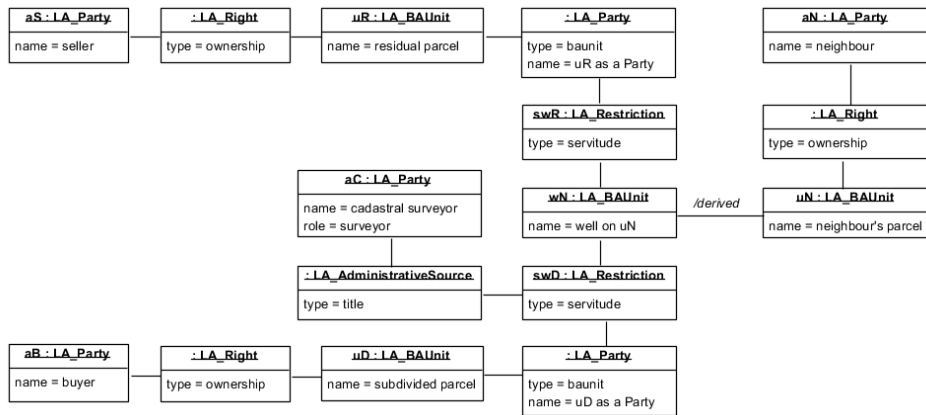 aS : LA_Party
name = seller
: LA_Right
type = ownership
uR : LA_BAUnit
name = residual parcel
: LA_Party
type = baunit
name = uR as a Party
aN : LA_Party
name = neighbour
swR : LA_Restriction
type = servitude
: LA_Right
type = ownership
aC : LA_Party
name = cadastral surveyor
role = surveyor
wN : LA_BAUnit
name = well on uN
/derived
uN : LA_BAUnit
name = neighbour's parcel
: LA_AdministrativeSource
type = title
swD : LA_Restriction
type = servitude
aB : LA_Party
name = buyer
: LA_Right
type = ownership
uD : LA_BAUnit
name = subdivided parcel
: LA_Party
type = baunit
name = uD as a Party